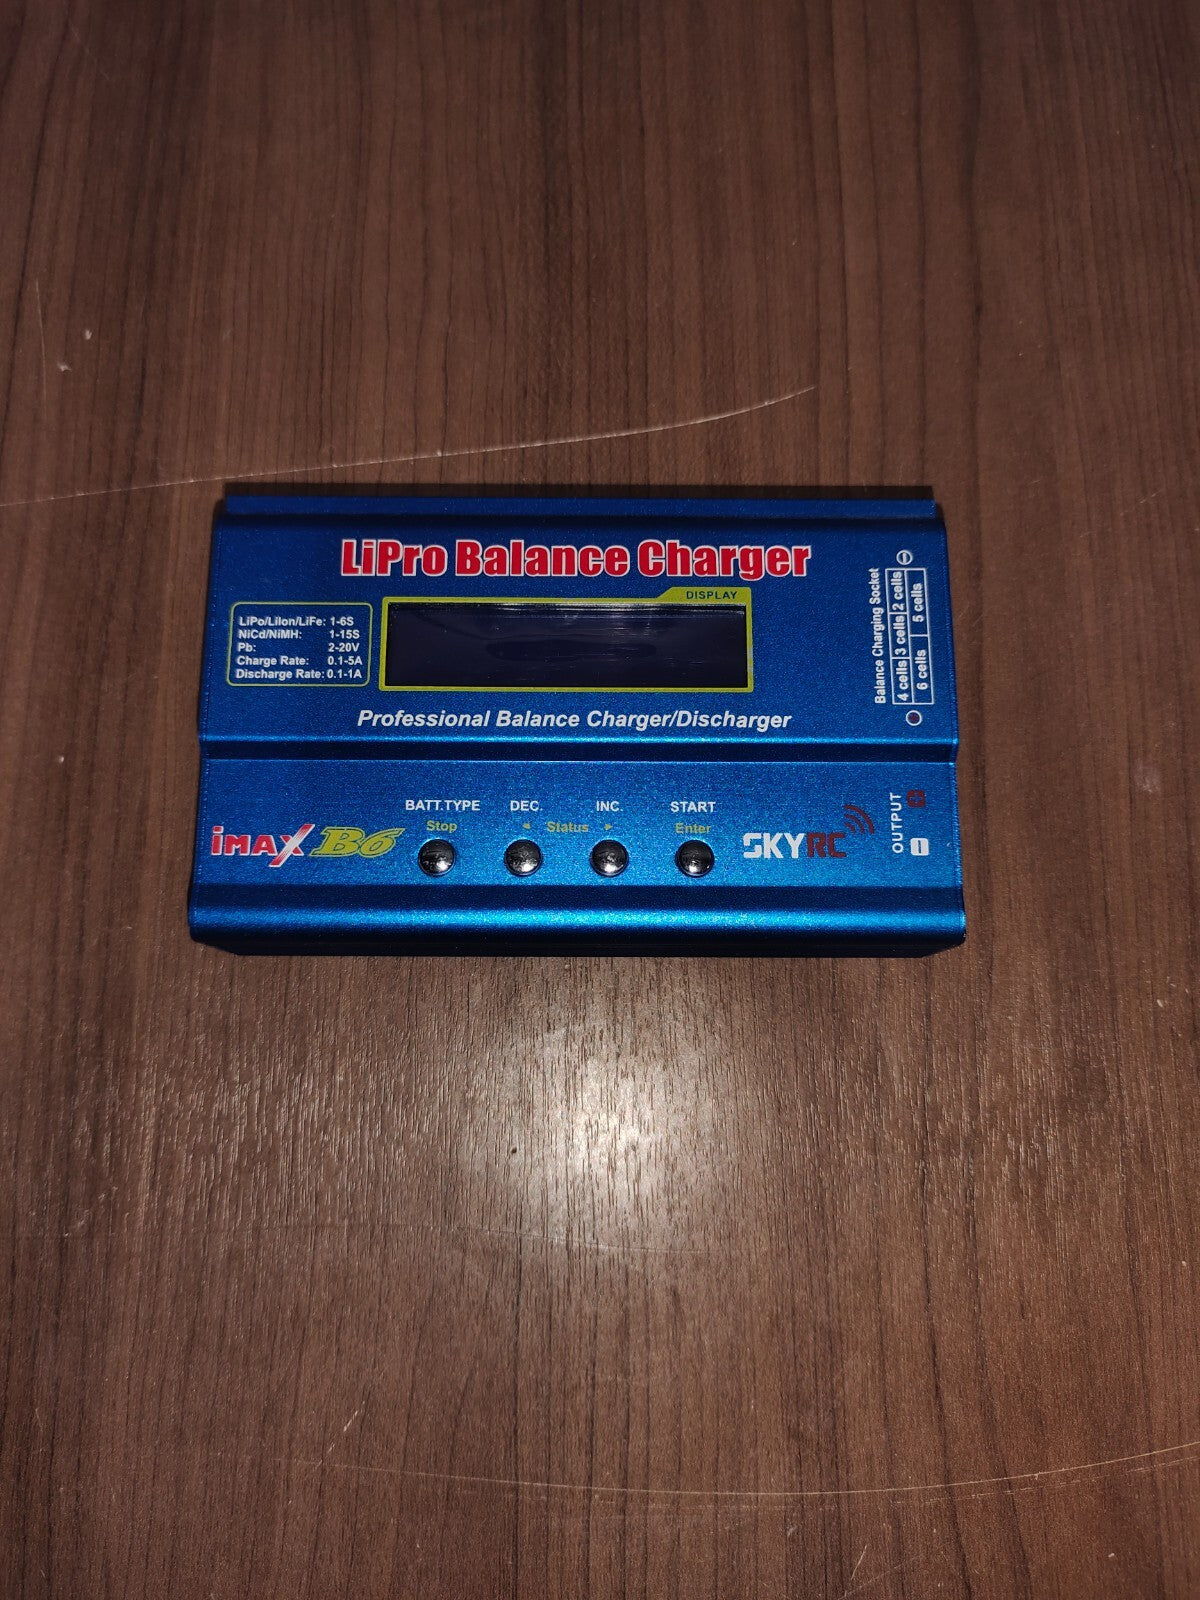 LiPro Balance Charger
DISPLAY
LiPo/LiIon/LiFe: 1-6S
NiCd/NiMH: 1-15S
Pb: 2-20V
Charge Rate: 0.1-5A
Discharge Rate: 0.1-1A
Professional Balance Charger/Discharger
Balance Charging Socket
4 cells 3 cells 2 cells
6 cells 5 cells
BATT.TYPE DEC. INC. START
Stop ◄ Status ► Enter
iMAX B6
SKYRC
OUTPUT